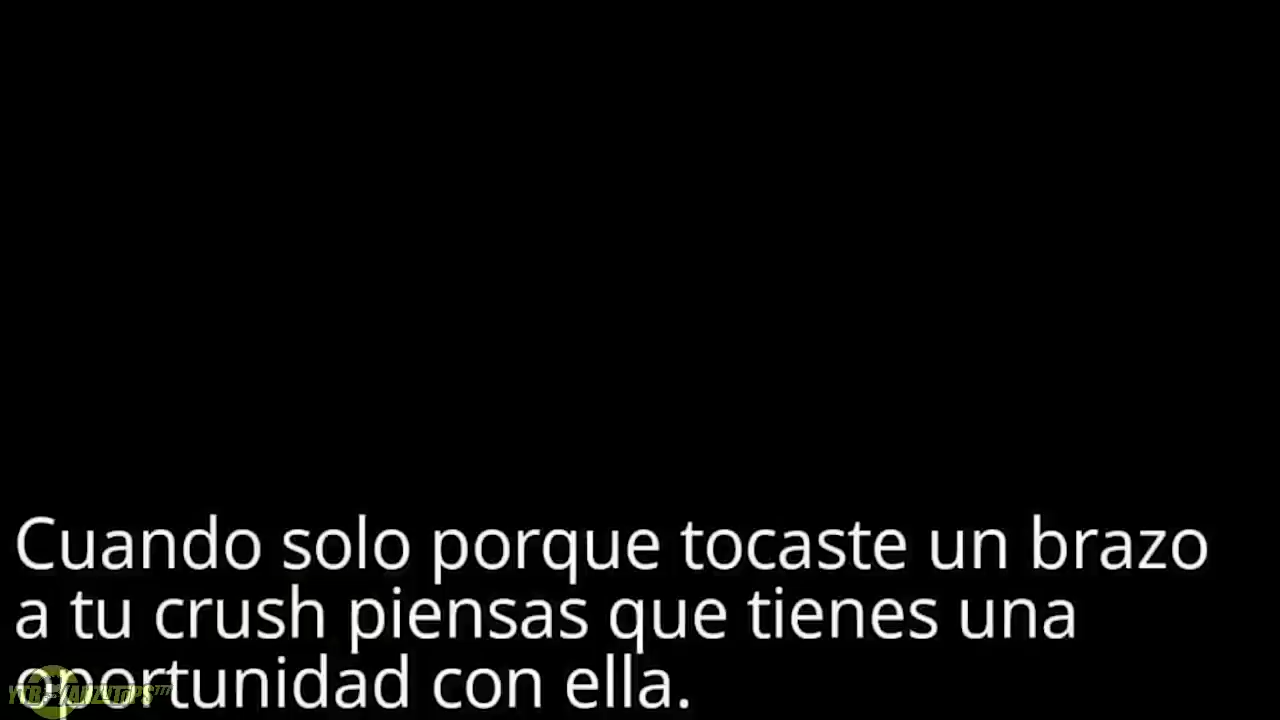 Cuando solo porque tocaste un brazo
a tu crush piensas que tienes una
oportunidad con ella.